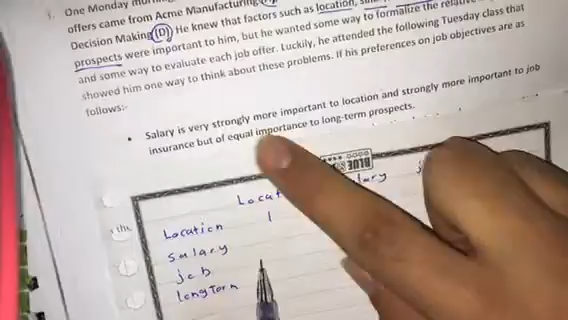 One Monday
offers came from Acme Manufacturing
Decision Making (D). He knew that factors such as location,
prospects were important to him, but he wanted some way to formalize the relative
and some way to evaluate each job offer. Luckily, he attended the following Tuesday class that
showed him one way to think about these problems. If his preferences on job objectives are as
follows:-
• Salary is very strongly more important to location and strongly more important to job
insurance but of equal importance to long-term prospects.
BLUE
Location 1
Salary
job
long Term